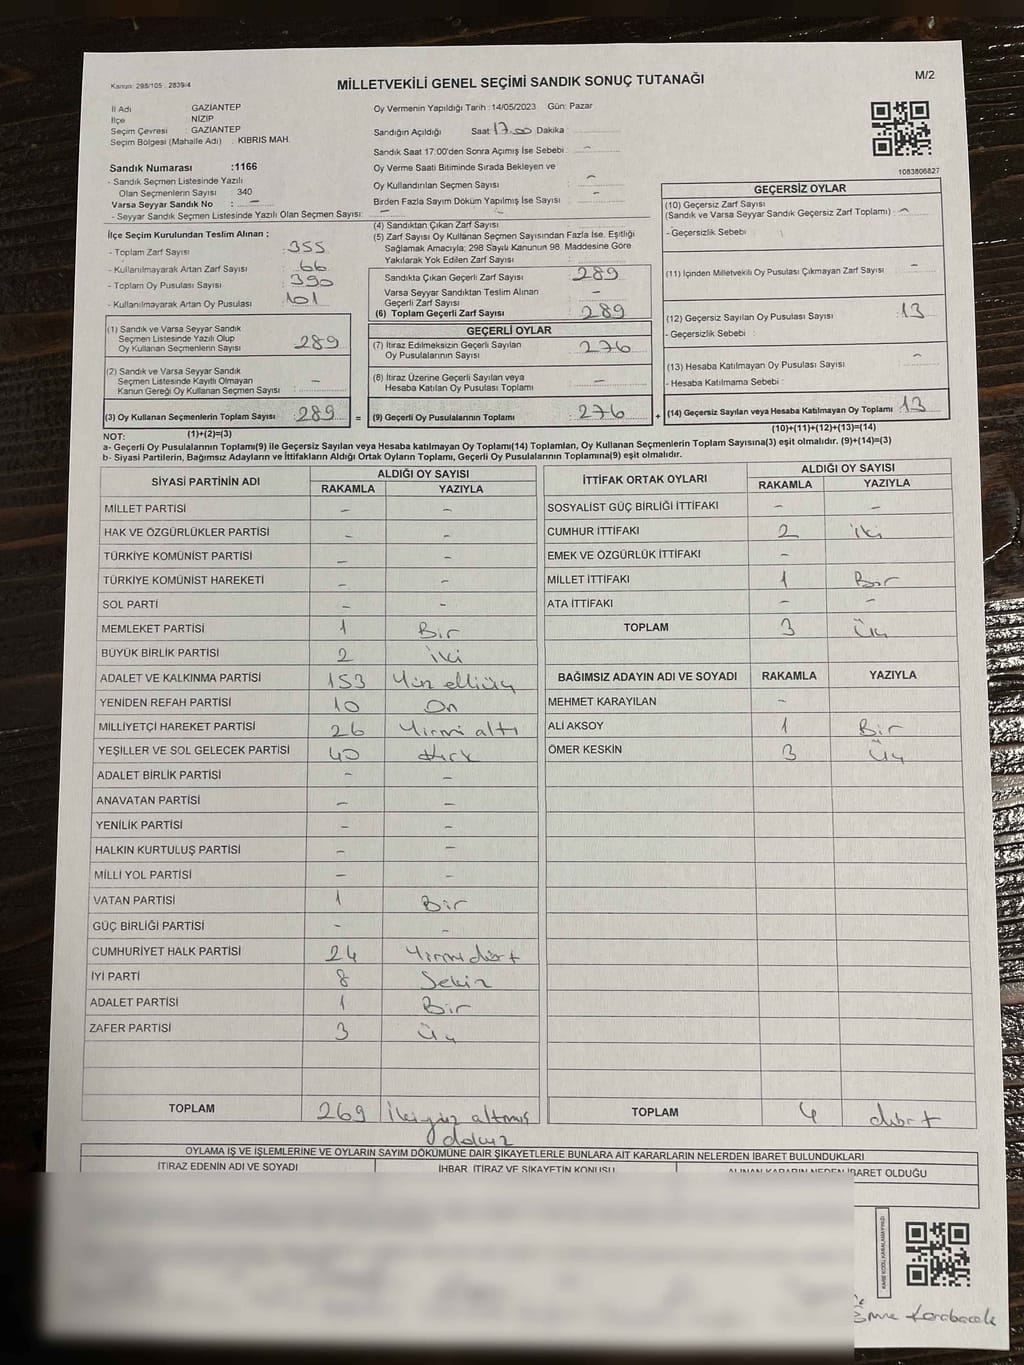 Kanun: 298/105 . 2839/4
MİLLETVEKİLİ GENEL SEÇİMİ SANDIK SONUÇ TUTANAĞI
M/2
İl Adı GAZİANTEP
İlçe NİZİP
Seçim Çevresi : GAZİANTEP
Seçim Bölgesi (Mahalle Adı) : KIBRIS MAH.
Sandık Numarası :1166
- Sandık Seçmen Listesinde Yazılı
Olan Seçmenlerin Sayısı 340
Varsa Seyyar Sandık No : -
- Seyyar Sandık Seçmen Listesinde Yazılı Olan Seçmen Sayısı: -
İlçe Seçim Kurulundan Teslim Alınan :
- Toplam Zarf Sayısı : 355
- Kullanılmayarak Artan Zarf Sayısı : 66
- Toplam Oy Pusulası Sayısı : 390
- Kullanılmayarak Artan Oy Pusulası : 101
(1) Sandık ve Varsa Seyyar Sandık
Seçmen Listesinde Yazılı Olup
Oy Kullanan Seçmenlerin Sayısı 289
(2) Sandık ve Varsa Seyyar Sandık
Seçmen Listesinde Kayıtlı Olmayan
Kanun Gereği Oy Kullanan Seçmen Sayısı : -
(3) Oy Kullanan Seçmenlerin Toplam Sayısı : 289 =
Oy Vermenin Yapıldığı Tarih : 14/05/2023 Gün: Pazar
Sandığın Açıldığı Saat: 17.00 Dakika :
Sandık Saat 17:00'den Sonra Açımış İse Sebebi : -
Oy Verme Saati Bitiminde Sırada Bekleyen ve
Oy Kullandırılan Seçmen Sayısı : -
Birden Fazla Sayım Döküm Yapılmış İse Sayısı : -
(4) Sandıktan Çıkan Zarf Sayısı : -
(5) Zarf Sayısı Oy Kullanan Seçmen Sayısından Fazla İse, Eşitliği
Sağlamak Amacıyla; 298 Sayılı Kanunun 98. Maddesine Göre
Yakılarak Yok Edilen Zarf Sayısı :
Sandıkta Çıkan Geçerli Zarf Sayısı : 289
Varsa Seyyar Sandıktan Teslim Alınan
Geçerli Zarf Sayısı : -
(6) Toplam Geçerli Zarf Sayısı : 289
GEÇERLİ OYLAR
(7) İtiraz Edilmeksizin Geçerli Sayılan
Oy Pusulalarının Sayısı : 276
(8) İtiraz Üzerine Geçerli Sayılan veya
Hesaba Katılan Oy Pusulası Toplamı : -
(9) Geçerli Oy Pusulalarının Toplamı : 276 +
1083806827
GEÇERSİZ OYLAR
(10) Geçersiz Zarf Sayısı
(Sandık ve Varsa Seyyar Sandık Geçersiz Zarf Toplamı) : -
- Geçersizlik Sebebi :
(11) İçinden Milletvekili Oy Pusulası Çıkmayan Zarf Sayısı : -
(12) Geçersiz Sayılan Oy Pusulası Sayısı : 13
- Geçersizlik Sebebi :
(13) Hesaba Katılmayan Oy Pusulası Sayısı : -
- Hesaba Katılmama Sebebi :
(14) Geçersiz Sayılan veya Hesaba Katılmayan Oy Toplamı : 13
(10)+(11)+(12)+(13)=(14)
NOT: (1)+(2)=(3)
a- Geçerli Oy Pusulalarının Toplamı(9) ile Geçersiz Sayılan veya Hesaba katılmayan Oy Toplamı(14) Toplamları, Oy Kullanan Seçmenlerin Toplam Sayısına(3) eşit olmalıdır. (9)+(14)=(3)
b- Siyasi Partilerin, Bağımsız Adayların ve İttifakların Aldığı Ortak Oyların Toplamı, Geçerli Oy Pusulalarının Toplamına(9) eşit olmalıdır.
SİYASİ PARTİNİN ADI ALDIĞI OY SAYISI
RAKAMLA YAZIYLA
MİLLET PARTİSİ - -
HAK VE ÖZGÜRLÜKLER PARTİSİ - -
TÜRKİYE KOMÜNİST PARTİSİ - -
TÜRKİYE KOMÜNİST HAREKETİ - -
SOL PARTİ - -
MEMLEKET PARTİSİ 1 Bir
BÜYÜK BİRLİK PARTİSİ 2 iki
ADALET VE KALKINMA PARTİSİ 153 Yüz elliüç
YENİDEN REFAH PARTİSİ 10 On
MİLLİYETÇİ HAREKET PARTİSİ 26 Yirmi altı
YEŞİLLER VE SOL GELECEK PARTİSİ 40 Kırk
ADALET BİRLİK PARTİSİ - -
ANAVATAN PARTİSİ - -
YENİLİK PARTİSİ - -
HALKIN KURTULUŞ PARTİSİ - -
MİLLİ YOL PARTİSİ - -
VATAN PARTİSİ 1 Bir
GÜÇ BİRLİĞİ PARTİSİ - -
CUMHURİYET HALK PARTİSİ 24 Yirmidört
İYİ PARTİ 8 Sekiz
ADALET PARTİSİ 1 Bir
ZAFER PARTİSİ 3 Üç
TOPLAM 269 İkiyüz altmış
dokuz
İTTİFAK ORTAK OYLARI ALDIĞI OY SAYISI
RAKAMLA YAZIYLA
SOSYALİST GÜÇ BİRLİĞİ İTTİFAKI - -
CUMHUR İTTİFAKI 2 iki
EMEK VE ÖZGÜRLÜK İTTİFAKI -
MİLLET İTTİFAKI 1 Bir
ATA İTTİFAKI - -
TOPLAM 3 Üç
BAĞIMSIZ ADAYIN ADI VE SOYADI RAKAMLA YAZIYLA
MEHMET KARAYILAN -
ALİ AKSOY 1 Bir
ÖMER KESKİN 3 Üç
TOPLAM 4 dört
OYLAMA İŞ VE İŞLEMLERİNE VE OYLARIN SAYIM DÖKÜMÜNE DAİR ŞİKAYETLERLE BUNLARA AİT KARARLARIN NELERDEN İBARET BULUNDUKLARI
İTİRAZ EDENİN ADI VE SOYADI İHBAR, İTİRAZ VE ŞİKAYETİN KONUSU ALINAN KARARIN NEDEN İBARET OLDUĞU
KARE KODU KARALAMAYINIZ!